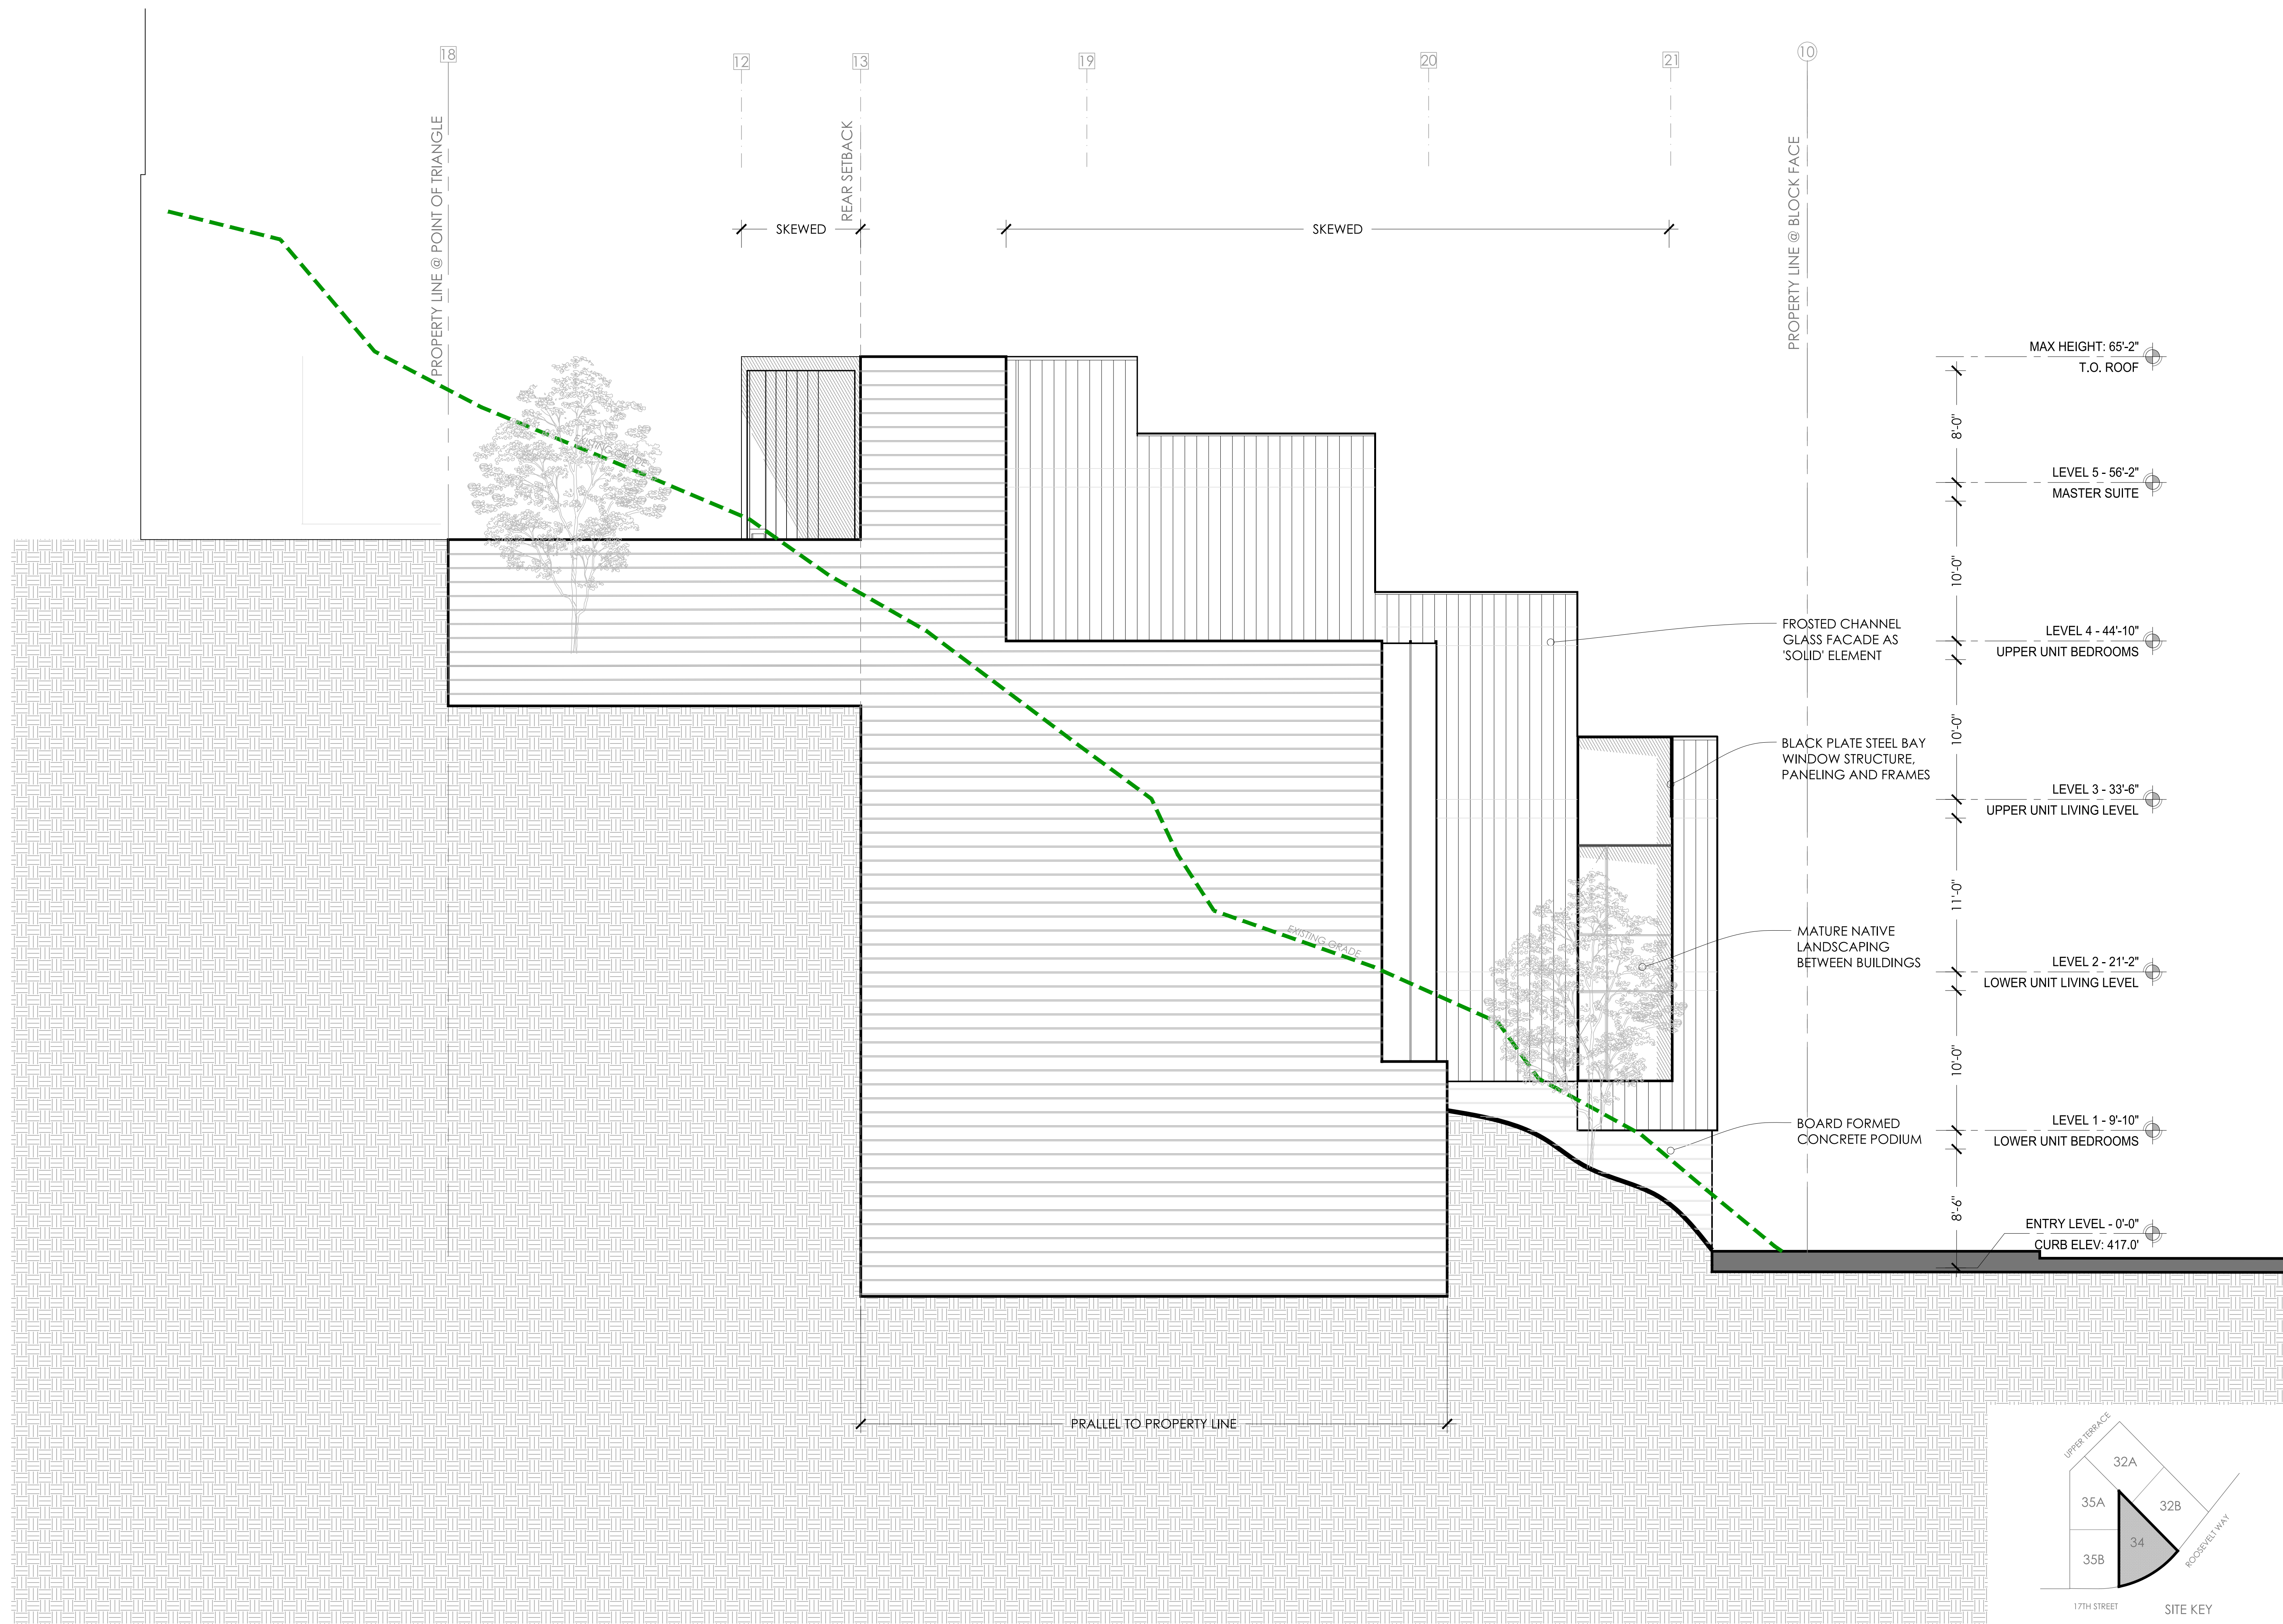 18
12
13
19
20
21
10
PROPERTY LINE @ POINT OF TRIANGLE
REAR SETBACK
PROPERTY LINE @ BLOCK FACE
SKEWED
SKEWED
EXISTING GRADE
EXISTING GRADE
MAX HEIGHT: 65'-2"
T.O. ROOF
8'-0"
LEVEL 5 - 56'-2"
MASTER SUITE
10'-0"
LEVEL 4 - 44'-10"
UPPER UNIT BEDROOMS
10'-0"
LEVEL 3 - 33'-6"
UPPER UNIT LIVING LEVEL
11'-0"
LEVEL 2 - 21'-2"
LOWER UNIT LIVING LEVEL
10'-0"
LEVEL 1 - 9'-10"
LOWER UNIT BEDROOMS
8'-6"
ENTRY LEVEL - 0'-0"
CURB ELEV: 417.0'
FROSTED CHANNEL
GLASS FACADE AS
'SOLID' ELEMENT
BLACK PLATE STEEL BAY
WINDOW STRUCTURE,
PANELING AND FRAMES
MATURE NATIVE
LANDSCAPING
BETWEEN BUILDINGS
BOARD FORMED
CONCRETE PODIUM
PRALLEL TO PROPERTY LINE
UPPER TERRACE
32A
35A
32B
34
35B
ROOSEVELT WAY
17TH STREET
SITE KEY